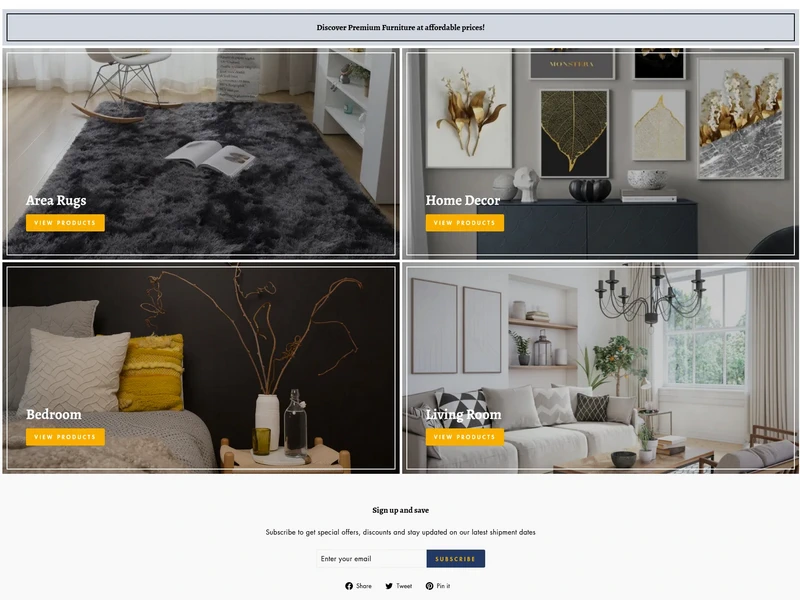 Discover Premium Furniture at affordable prices!
MONSTERA
Area Rugs
VIEW PRODUCTS
Home Decor
VIEW PRODUCTS
Bedroom
VIEW PRODUCTS
Living Room
VIEW PRODUCTS
Sign up and save
Subscribe to get special offers, discounts and stay updated on our latest shipment dates
Enter your email
SUBSCRIBE
Share Tweet Pin it